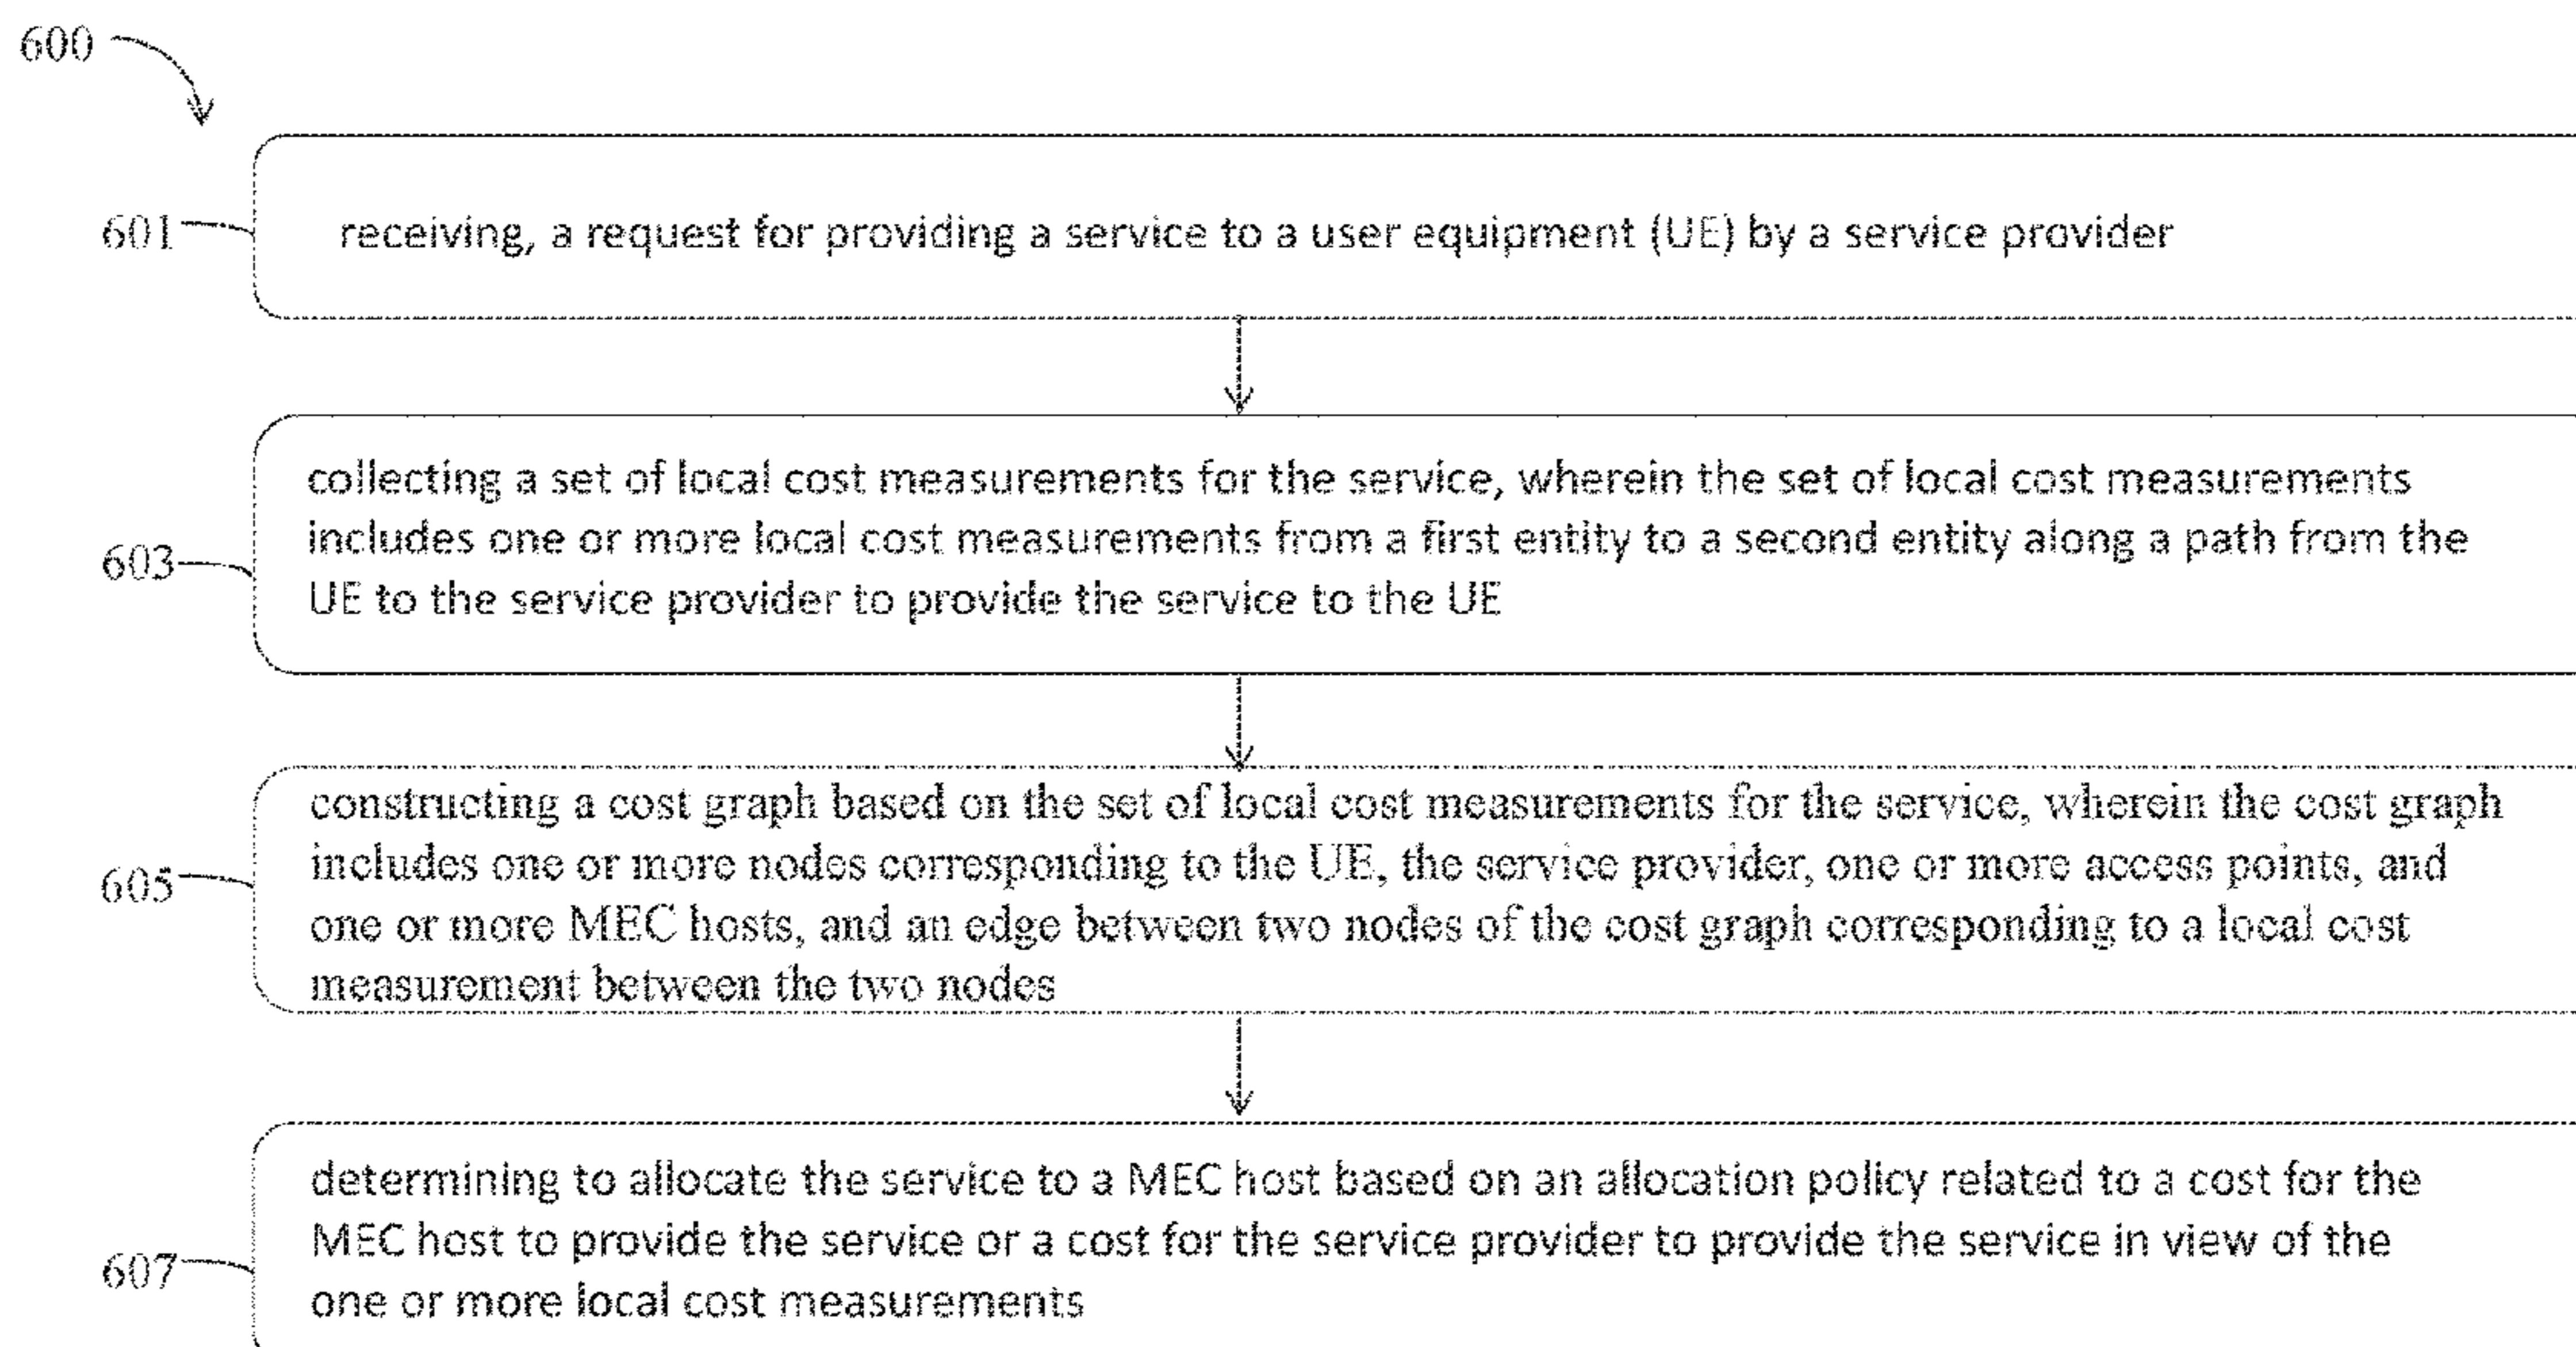 600
601
receiving, a request for providing a service to a user equipment (UE) by a service provider
603
collecting a set of local cost measurements for the service, wherein the set of local cost measurements
includes one or more local cost measurements from a first entity to a second entity along a path from the
UE to the service provider to provide the service to the UE
605
constructing a cost graph based on the set of local cost measurements for the service, wherein the cost graph
includes one or more nodes corresponding to the UE, the service provider, one or more access points, and
one or more MEC hosts, and an edge between two nodes of the cost graph corresponding to a local cost
measurement between the two nodes
607
determining to allocate the service to a MEC host based on an allocation policy related to a cost for the
MEC host to provide the service or a cost for the service provider to provide the service in view of the
one or more local cost measurements